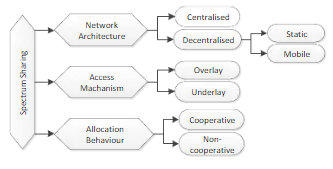 Spectrum Sharing
Network
Architecture
Centralised
Decentralised
Static
Mobile
Access
Machanism
Overlay
Underlay
Allocation
Behaviour
Cooperative
Non-
cooperative